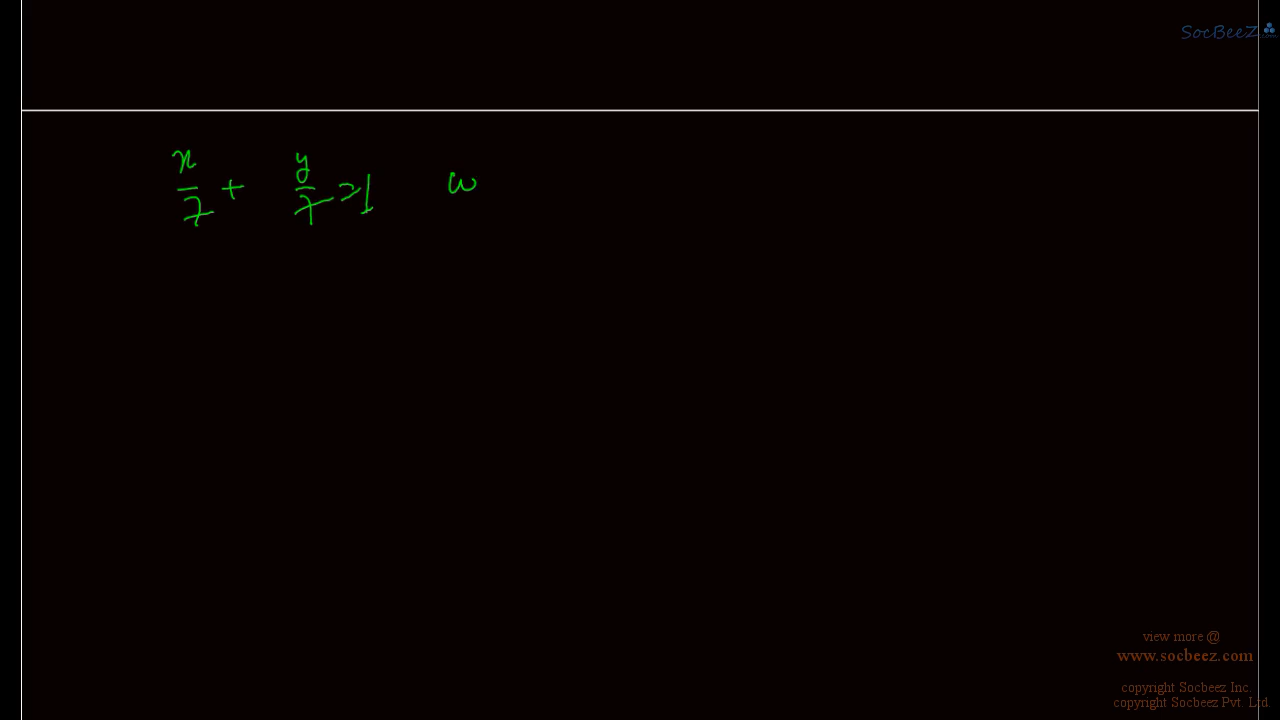 SocBeeZ
x/7 + y/7 = 1 w
view more @
www.socbeez.com
copyright Socbeez Inc.
copyright Socbeez Pvt. Ltd.